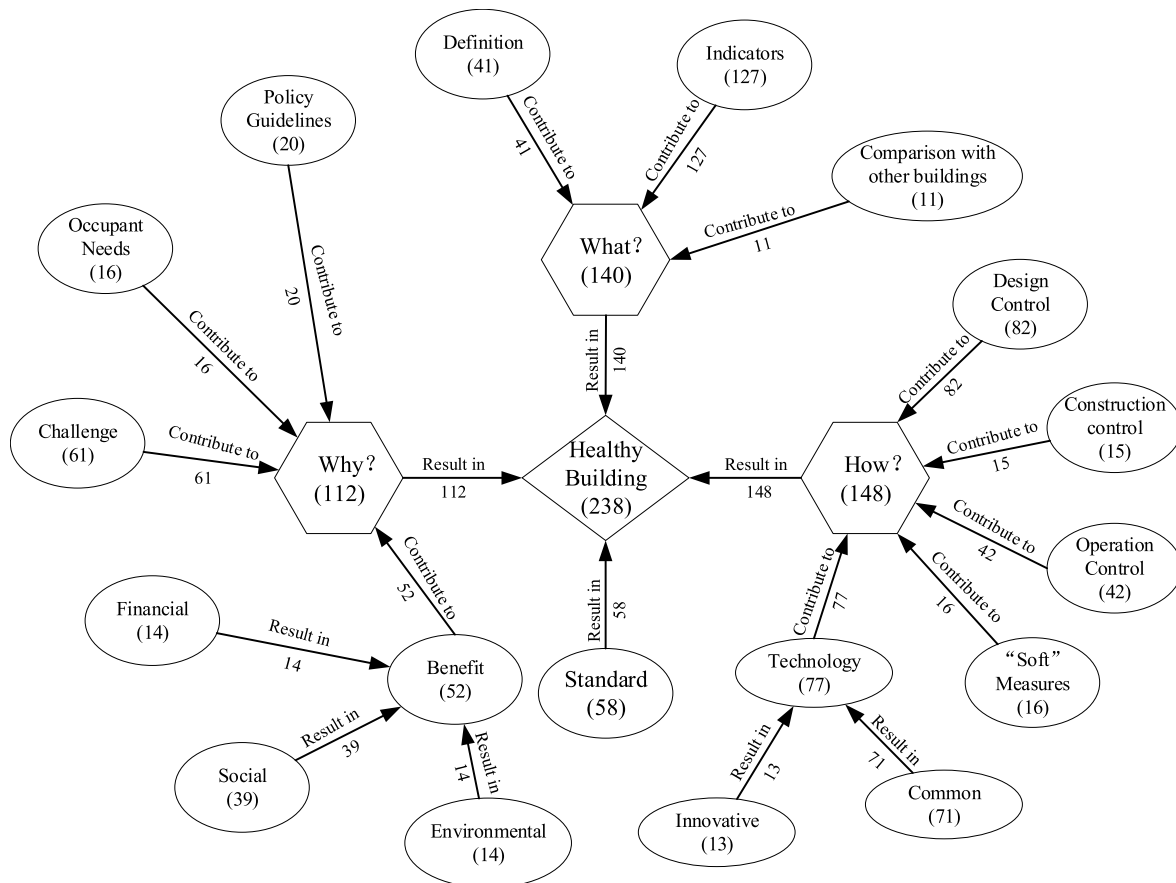 Definition
(41)
Indicators
(127)
Policy
Guidelines
(20)
Contribute to
41
Contribute to
127
Comparison with
other buildings
(11)
Occupant
Needs
(16)
What?
(140)
Contribute to
11
Contribute to
20
Design
Control
(82)
Contribute to
16
Result in
140
Contribute to
82
Challenge
(61)
Contribute to
61
Why?
(112)
Result in
112
Healthy
Building
(238)
Result in
148
How?
(148)
Contribute to
15
Construction
control
(15)
Contribute to
42
Operation
Control
(42)
Contribute to
52
Result in
58
Contribute to
77
Contribute to
16
Financial
(14)
Result in
14
Benefit
(52)
Standard
(58)
Technology
(77)
“Soft”
Measures
(16)
Social
(39)
Result in
39
Result in
14
Environmental
(14)
Result in
13
Result in
71
Innovative
(13)
Common
(71)